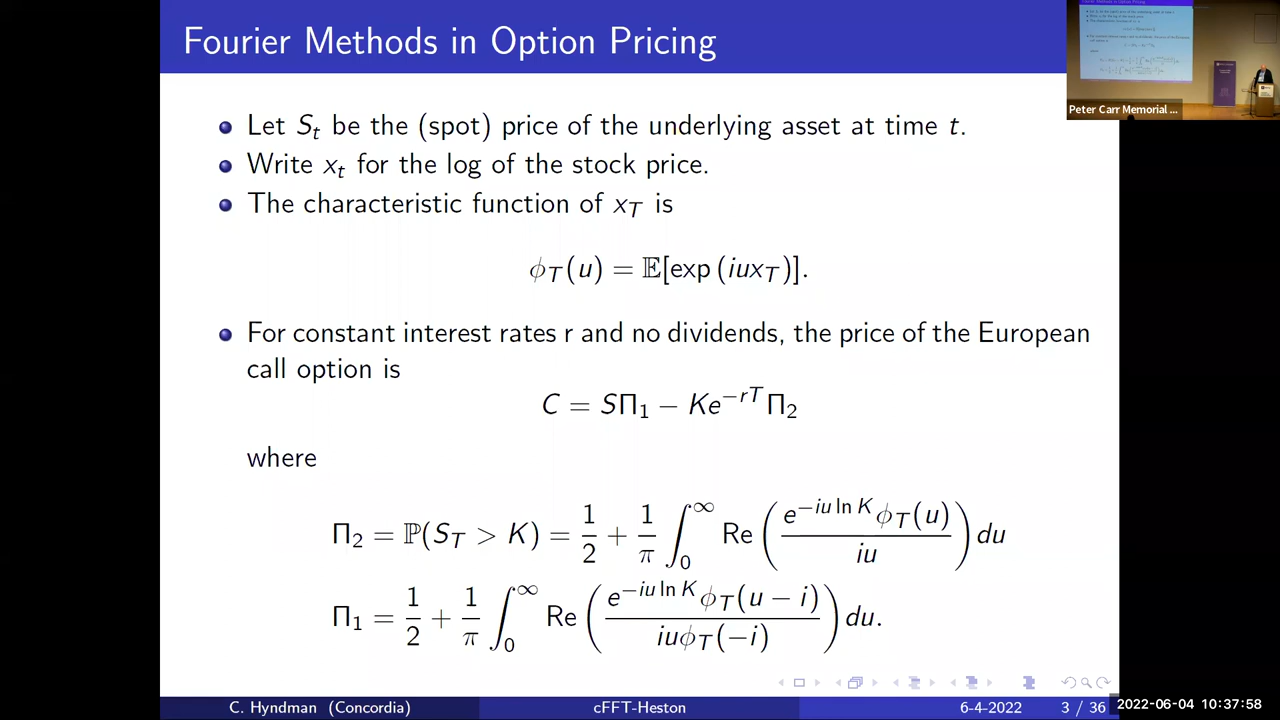 Fourier Methods in Option Pricing
Let S_t be the (spot) price of the underlying asset at time t.
Write x_t for the log of the stock price.
The characteristic function of x_T is
ϕ_T(u) = 𝔼[exp (iux_T)].
For constant interest rates r and no dividends, the price of the European
call option is
C = SΠ_1 − Ke^{−rT}Π_2
where
Π_2 = ℙ(S_T > K) = 1/2 + 1/π ∫_0^∞ Re (e^{−iu ln K}ϕ_T(u) / iu) du
Π_1 = 1/2 + 1/π ∫_0^∞ Re (e^{−iu ln K}ϕ_T(u − i) / iuϕ_T(−i)) du.
C. Hyndman (Concordia) cFFT-Heston 6-4-2022 3 / 36
Peter Carr Memorial ...
2022-06-04 10:37:58